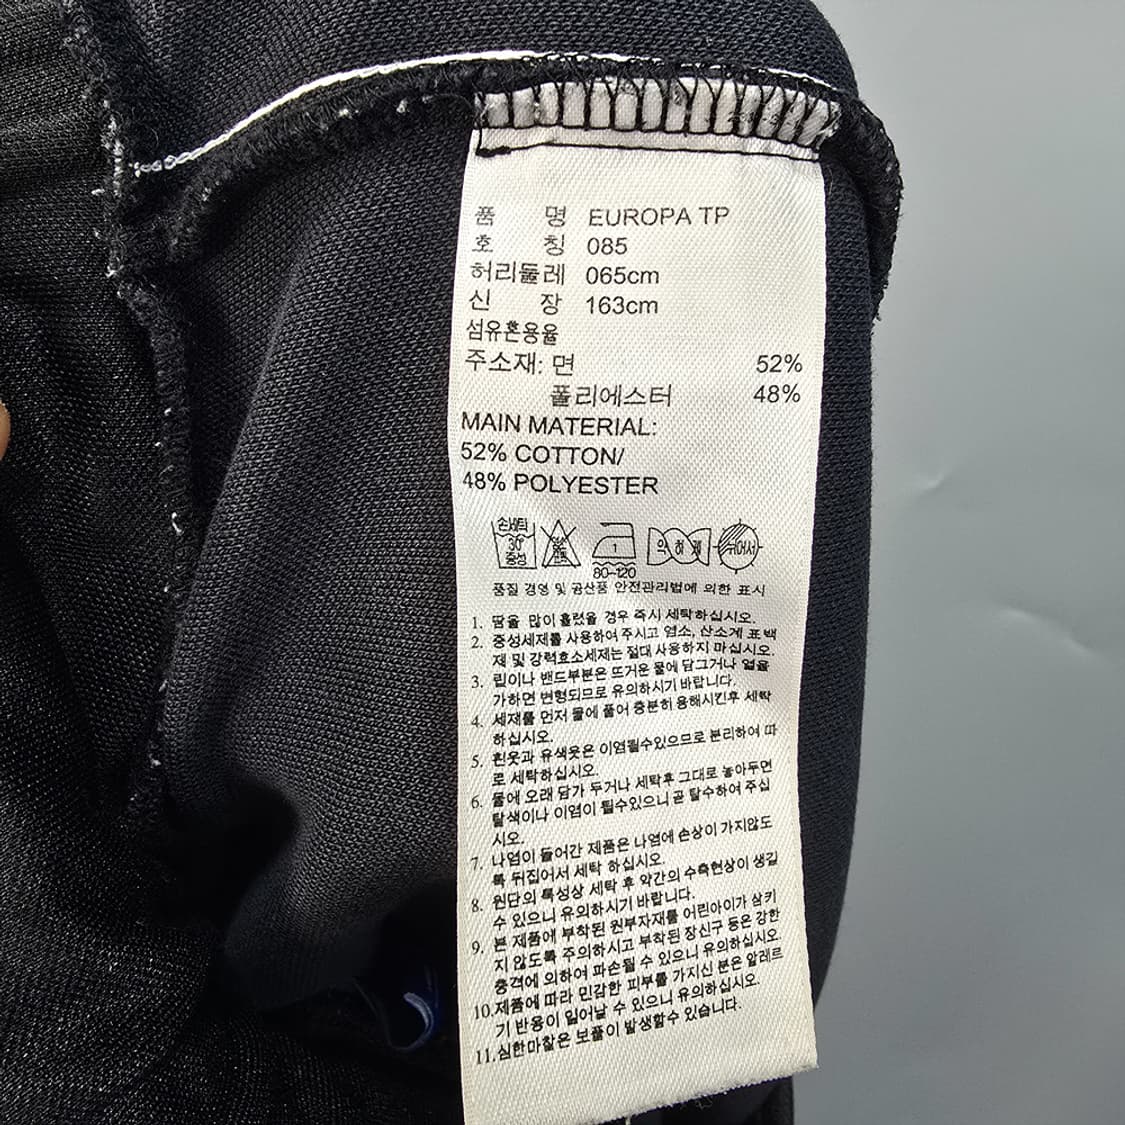 품 명 EUROPA TP
호 칭 085
허리둘레 065cm
신 장 163cm
섬유혼용율
주소재: 면 52%
폴리에스터 48%
MAIN MATERIAL:
52% COTTON/
48% POLYESTER
손세탁 30° 중성 1 80-120 약하게 뉘어서
품질 경영 및 공산품 안전관리법에 의한 표시
1. 땀을 많이 흘렸을 경우 즉시 세탁하십시오.
2. 중성세제를 사용하여 주시고 염소, 산소계 표백
제 및 강력효소세제는 절대 사용하지 마십시오.
3. 립이나 밴드부분은 뜨거운 물에 담그거나 열을
가하면 변형되므로 유의하시기 바랍니다.
4. 세재를 먼저 물에 풀어 충분히 용해시킨후 세탁
하십시오.
5. 흰옷과 유색옷은 이염될수있으므로 분리하여 따
로 세탁하십시오.
6. 물에 오래 담가 두거나 세탁후 그대로 놓아두면
탈색이나 이염이 될수있으니 곧 탈수하여 주십
시오.
7. 나염이 들어간 제품은 나염에 손상이 가지않도
록 뒤집어서 세탁 하십시오.
8. 원단의 특성상 세탁 후 약간의 수축현상이 생길
수 있으니 유의하시기 바랍니다.
9. 본 제품에 부착된 원부자재를 어린아이가 삼키
지 않도록 주의하시고 부착된 장신구 등은 강한
충격에 의하여 파손될 수 있으니 유의하십시오.
10.제품에 따라 민감한 피부를 가지신 분은 알레르
기 반응이 일어날 수 있으니 유의하십시오.
11.심한마찰은 보풀이 발생할수 있습니다.